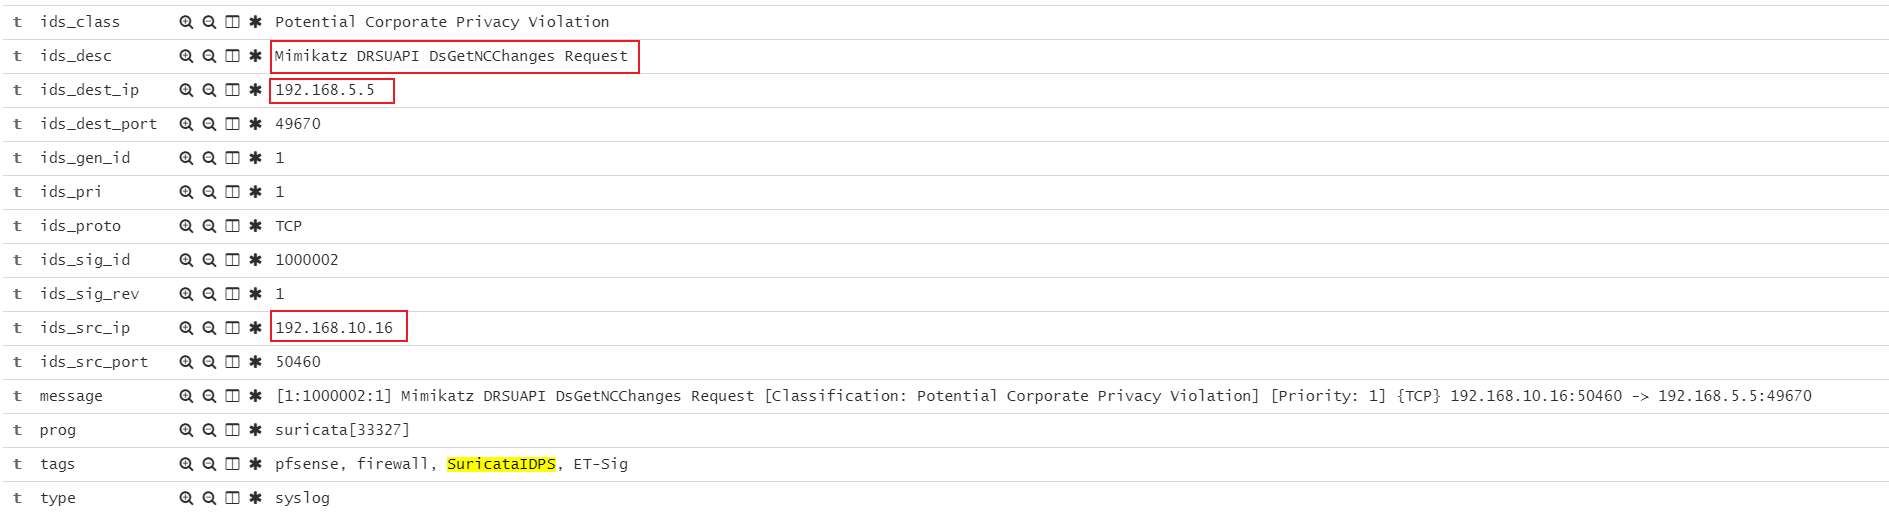 t ids_class Potential Corporate Privacy Violation
t ids_desc Mimikatz DRSUAPI DsGetNCChanges Request
t ids_dest_ip 192.168.5.5
t ids_dest_port 49670
t ids_gen_id 1
t ids_pri 1
t ids_proto TCP
t ids_sig_id 1000002
t ids_sig_rev 1
t ids_src_ip 192.168.10.16
t ids_src_port 50460
t message [1:1000002:1] Mimikatz DRSUAPI DsGetNCChanges Request [Classification: Potential Corporate Privacy Violation] [Priority: 1] {TCP} 192.168.10.16:50460 -> 192.168.5.5:49670
t prog suricata[33327]
t tags pfsense, firewall, SuricataIDPS, ET-Sig
t type syslog